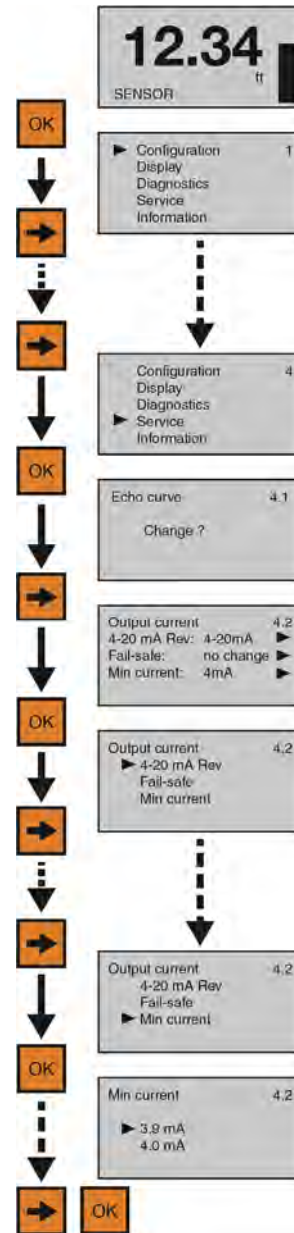 12.34
ft
SENSOR
OK
Configuration 1
Display
Diagnostics
Service
Information
Configuration 4
Display
Diagnostics
Service
Information
OK
Echo curve 4.1
Change ?
Output current 4.2
4-20 mA Rev: 4-20mA
Fail-safe: no change
Min current: 4mA
OK
Output current 4.2
4-20 mA Rev
Fail-safe
Min current
Output current 4.2
4-20 mA Rev
Fail-safe
Min current
OK
Min current 4.2
3.9 mA
4.0 mA
OK